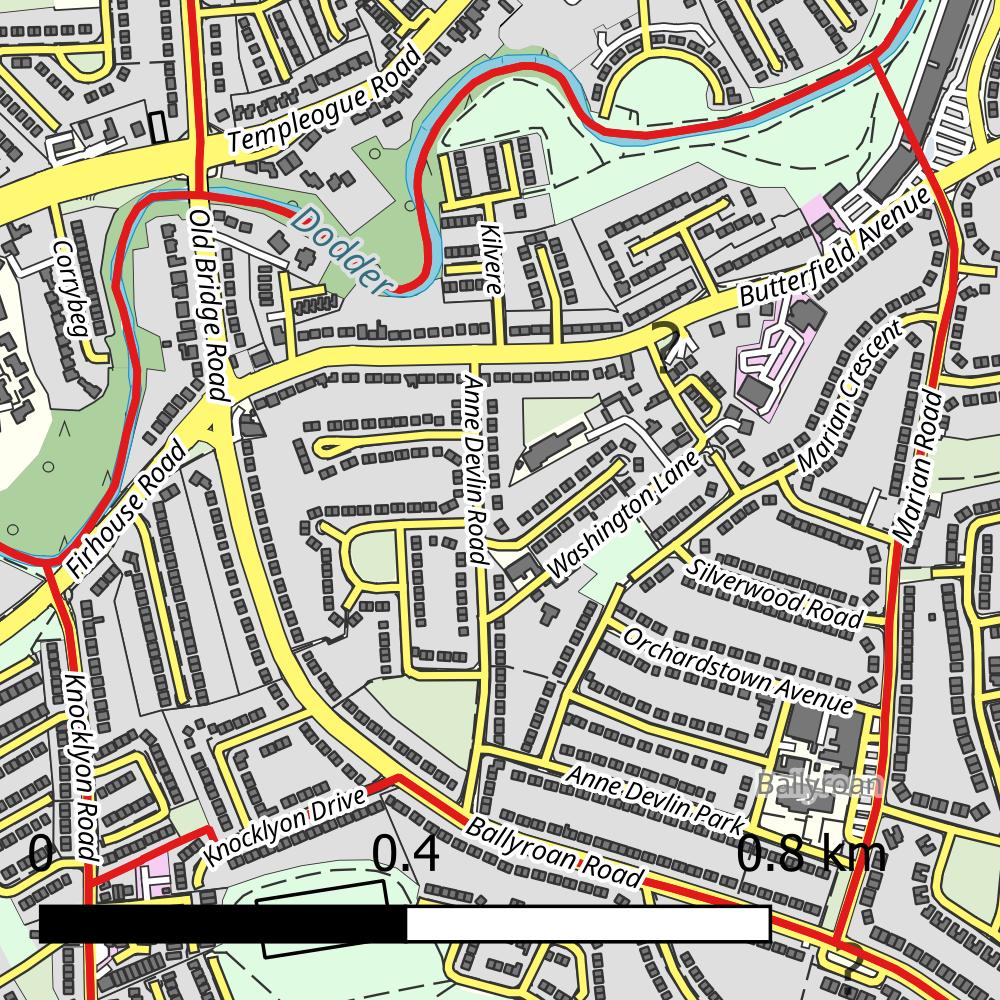 Templeogue Road
Old Bridge Road
Dodder
Kilvere
Corrybeg
Butterfield Avenue
?
Marian Crescent
Anne Devlin Road
Marian Road
Firhouse Road
Washington Lane
Silverwood Road
Orchardstown Avenue
Knocklyon Road
Anne Devlin Park
Ballyroan
Knocklyon Drive
Ballyroan Road
0
0.4
0.8 km
?